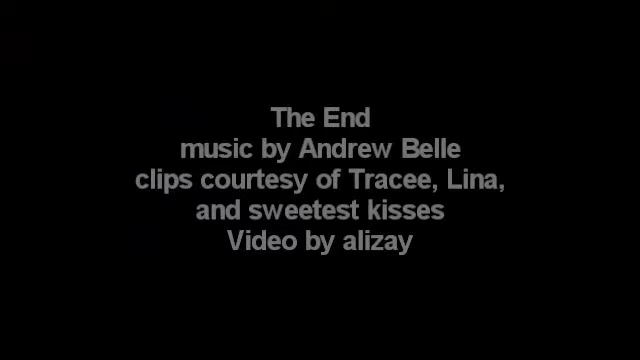 The End
music by Andrew Belle
clips courtesy of Tracee, Lina,
and sweetest kisses
Video by alizay